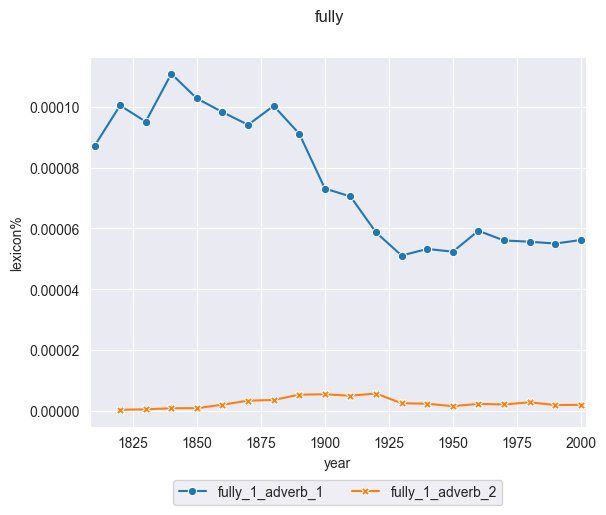 fully
0.00010
0.00008
0.00006
0.00004
0.00002
0.00000
lexicon%
1825 1850 1875 1900 1925 1950 1975 2000
year
fully_1_adverb_1 fully_1_adverb_2